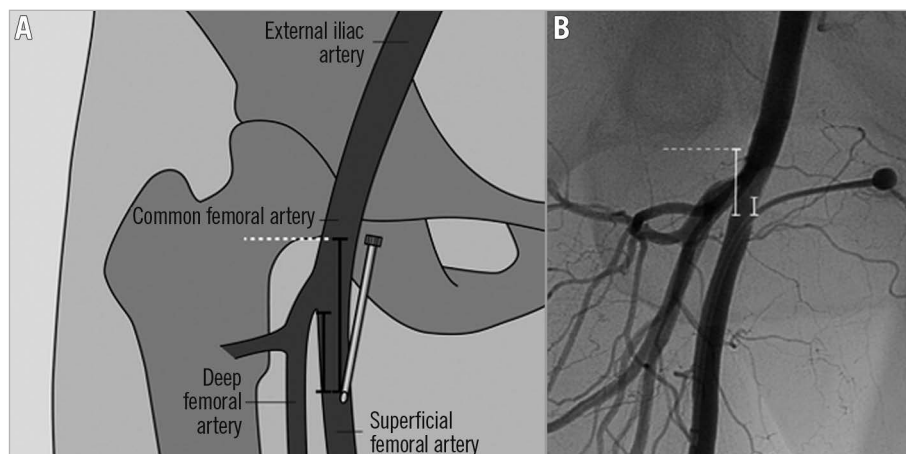 A
External iliac
artery
Common femoral artery
Deep
femoral
artery
Superficial
femoral artery
B